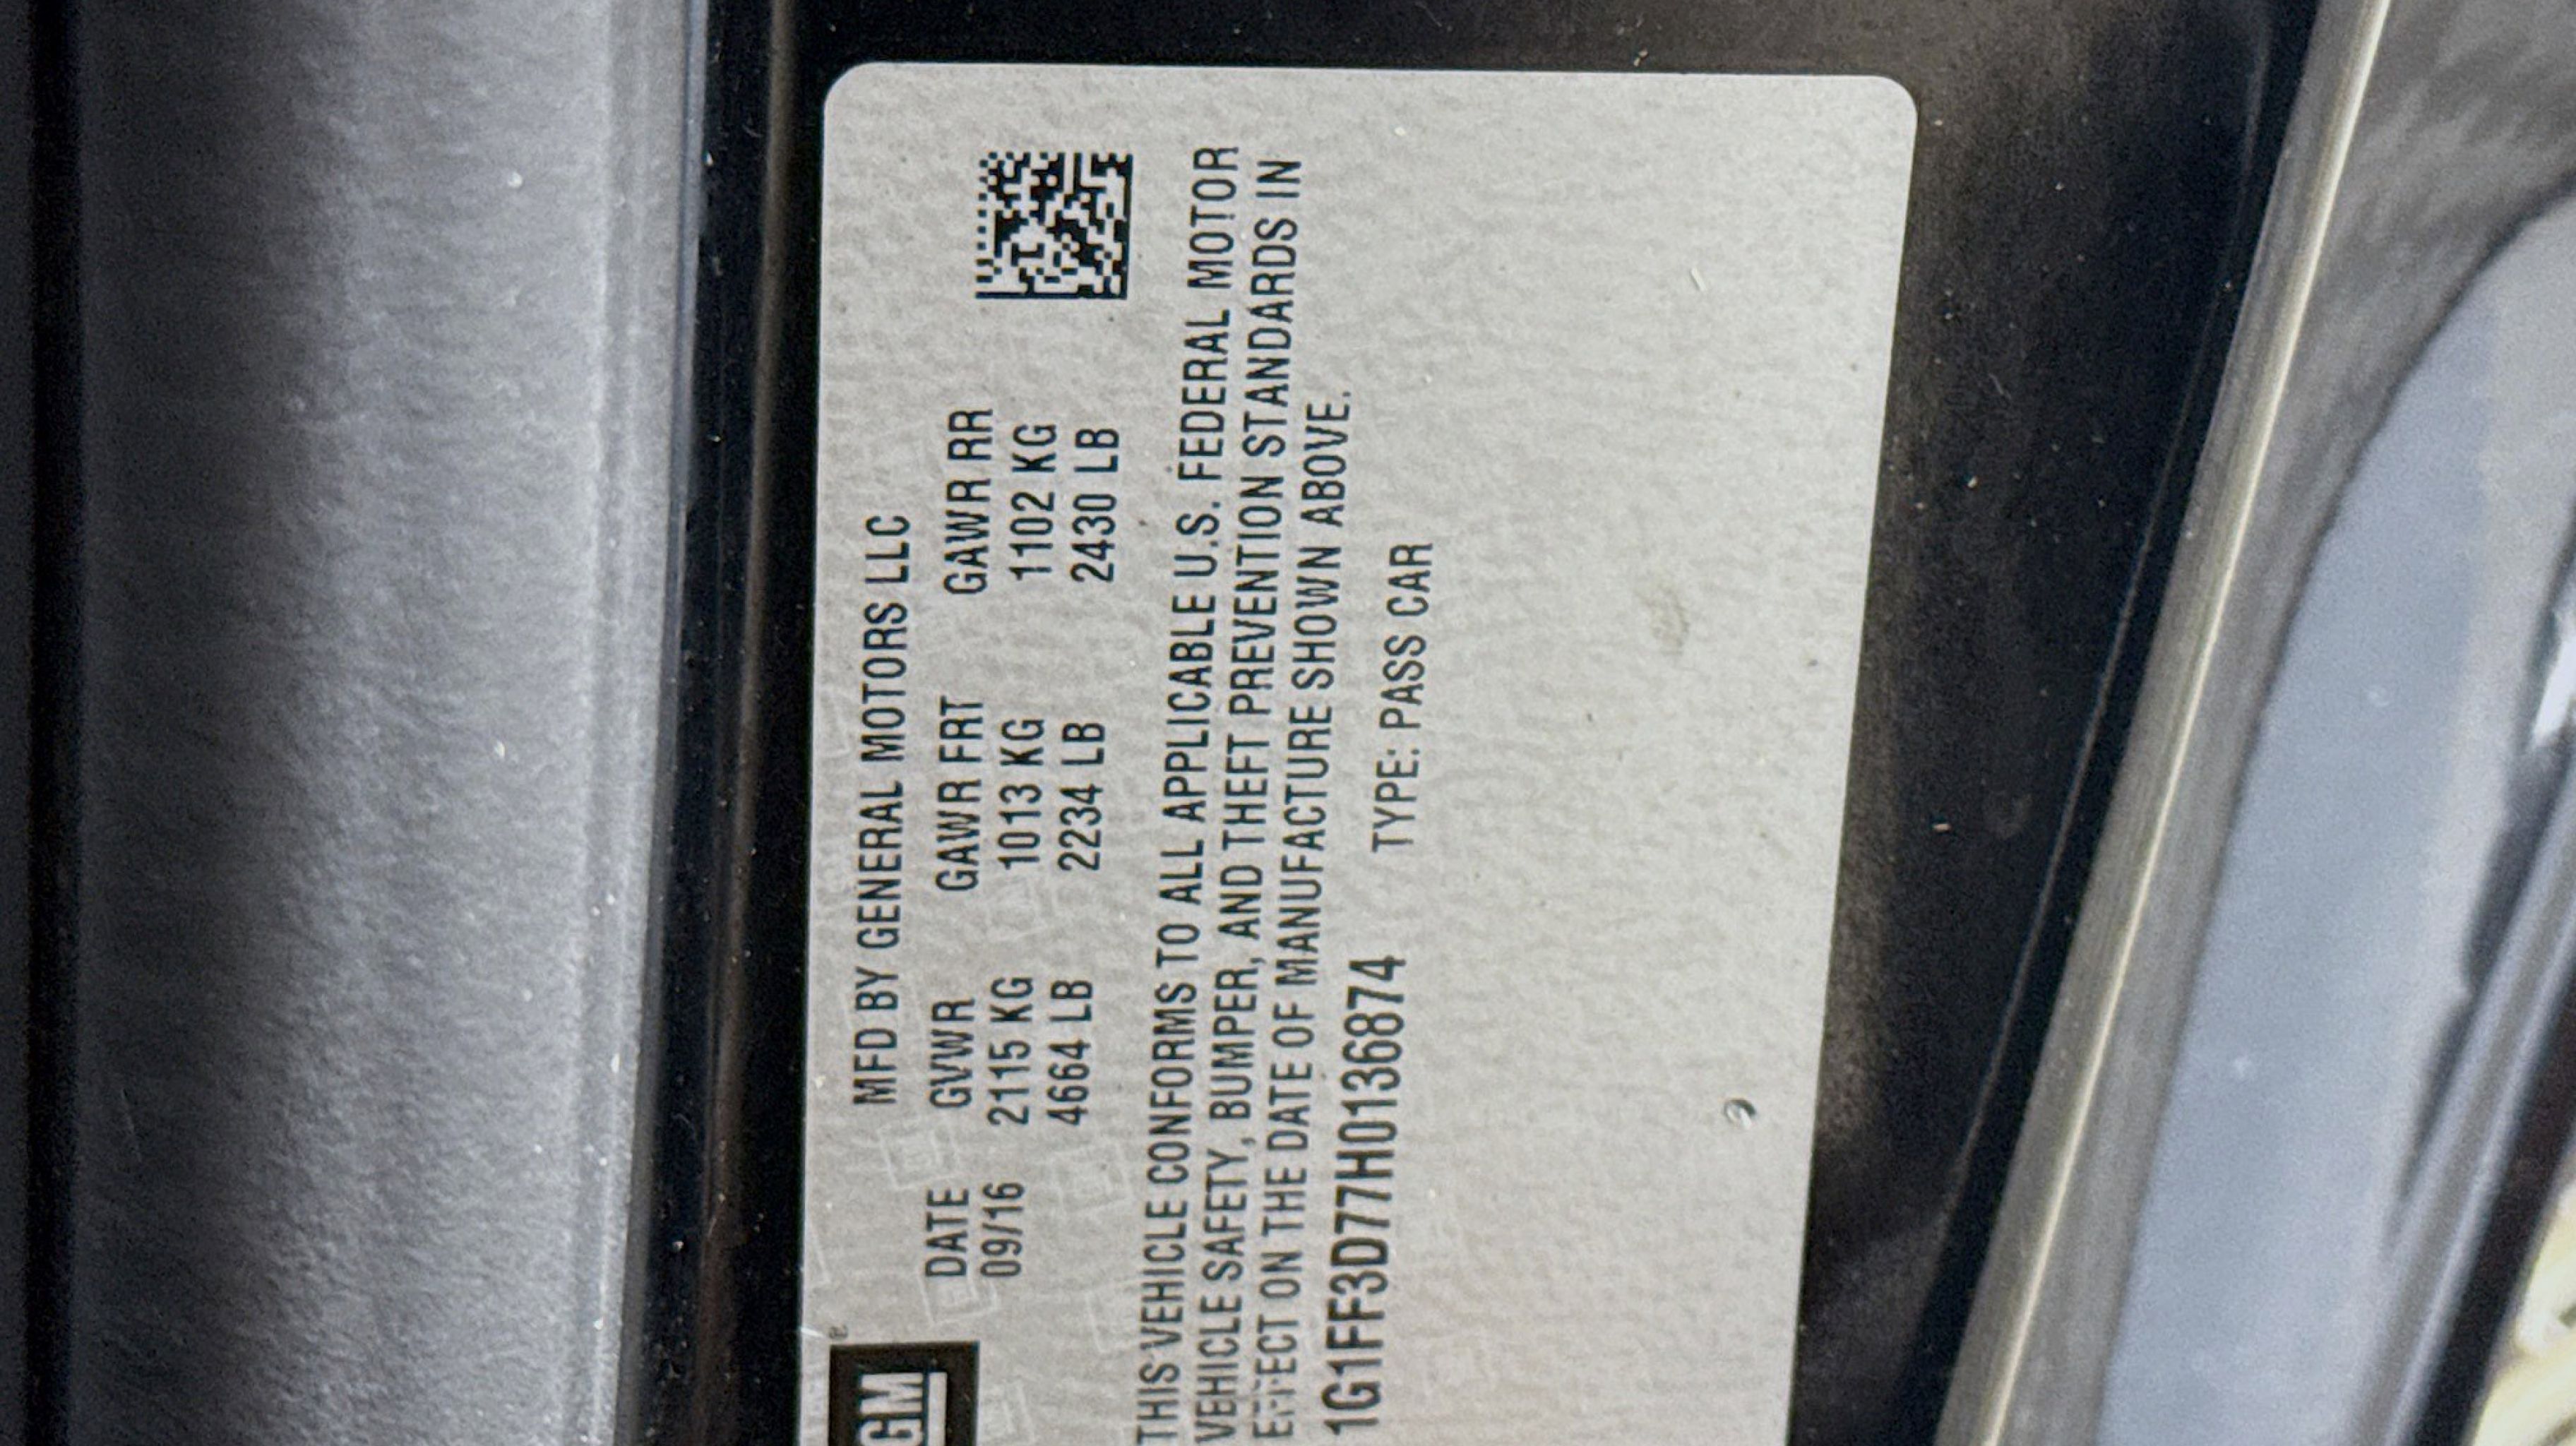 GM
MFD BY GENERAL MOTORS LLC
DATE GVWR GAWR FRT GAWR RR
09/16 2115 KG 1013 KG 1102 KG
4664 LB 2234 LB 2430 LB
THIS VEHICLE CONFORMS TO ALL APPLICABLE U.S. FEDERAL MOTOR
VEHICLE SAFETY, BUMPER, AND THEFT PREVENTION STANDARDS IN
EFFECT ON THE DATE OF MANUFACTURE SHOWN ABOVE.
1G1FF3D77H0136874 TYPE: PASS CAR